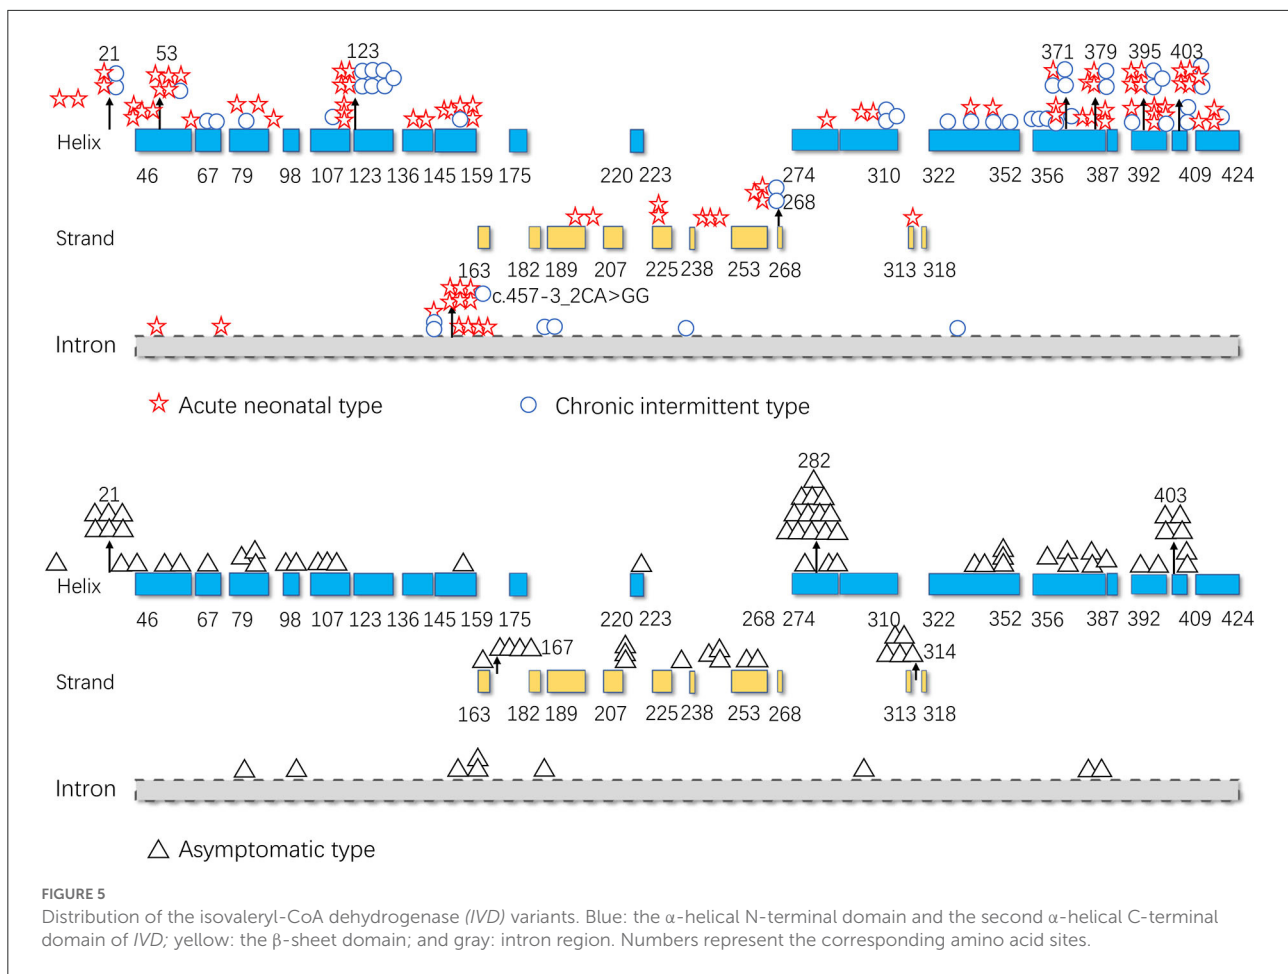 21 53 123 371 379 395 403
Helix
46 67 79 98 107 123 136 145 159 175 220 223 274 310 322 352 356 387 392 409 424
268
Strand
163 182 189 207 225 238 253 268 313 318
c.457-3_2CA>GG
Intron
Acute neonatal type Chronic intermittent type
282
21 403
Helix
46 67 79 98 107 123 136 145 159 175 220 223 268 274 310 322 352 356 387 392 409 424
167 314
Strand
163 182 189 207 225 238 253 268 313 318
Intron
Asymptomatic type
FIGURE 5
Distribution of the isovaleryl-CoA dehydrogenase (IVD) variants. Blue: the α-helical N-terminal domain and the second α-helical C-terminal
domain of IVD; yellow: the β-sheet domain; and gray: intron region. Numbers represent the corresponding amino acid sites.